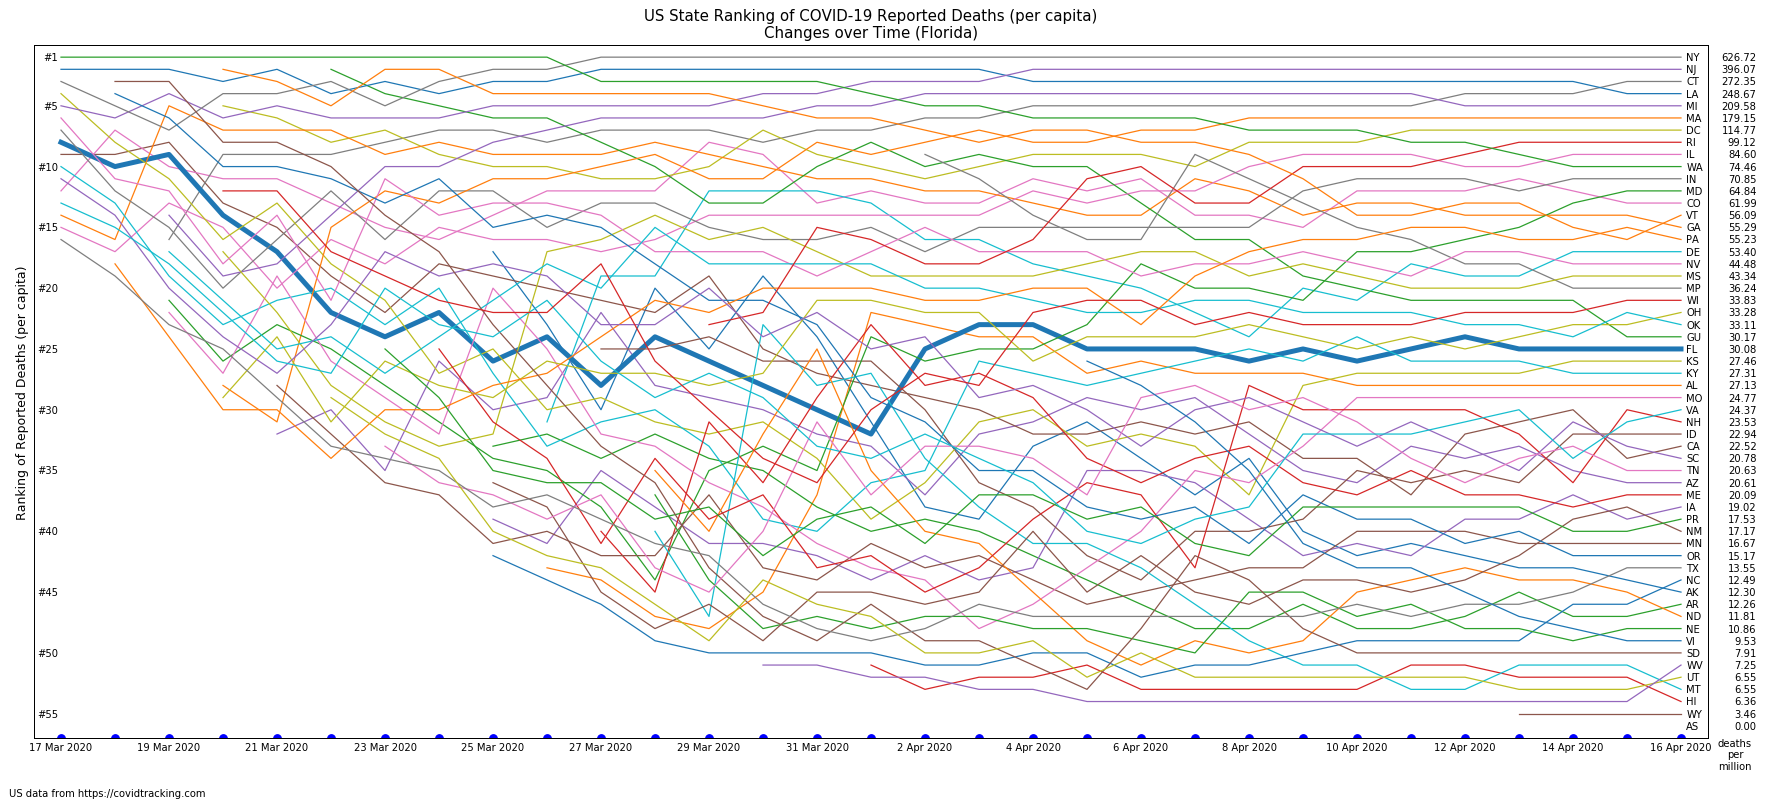 US State Ranking of COVID-19 Reported Deaths (per capita)
Changes over Time (Florida)
Ranking of Reported Deaths (per capita)
#1
#5
#10
#15
#20
#25
#30
#35
#40
#45
#50
#55
NY 626.72
NJ 396.07
CT 272.35
LA 248.67
MI 209.58
MA 179.15
DC 114.77
RI 99.12
IL 84.60
WA 74.46
IN 70.85
MD 64.84
CO 61.99
VT 56.09
GA 55.29
PA 55.23
DE 53.40
NV 44.48
MS 43.34
MP 36.24
WI 33.83
OH 33.28
OK 33.11
GU 30.17
FL 30.08
KS 27.46
KY 27.31
AL 27.13
MO 24.77
VA 24.37
NH 23.53
ID 22.94
CA 22.52
SC 20.78
TN 20.63
AZ 20.61
ME 20.09
IA 19.02
PR 17.53
NM 17.17
MN 16.67
OR 15.17
TX 13.55
NC 12.49
AK 12.30
AR 12.26
ND 11.81
NE 10.86
VI 9.53
SD 7.91
WV 7.25
UT 6.55
MT 6.55
HI 6.36
WY 3.46
AS 0.00
17 Mar 2020 19 Mar 2020 21 Mar 2020 23 Mar 2020 25 Mar 2020 27 Mar 2020 29 Mar 2020 31 Mar 2020 2 Apr 2020 4 Apr 2020 6 Apr 2020 8 Apr 2020 10 Apr 2020 12 Apr 2020 14 Apr 2020 16 Apr 2020
deaths
per
million
US data from https://covidtracking.com